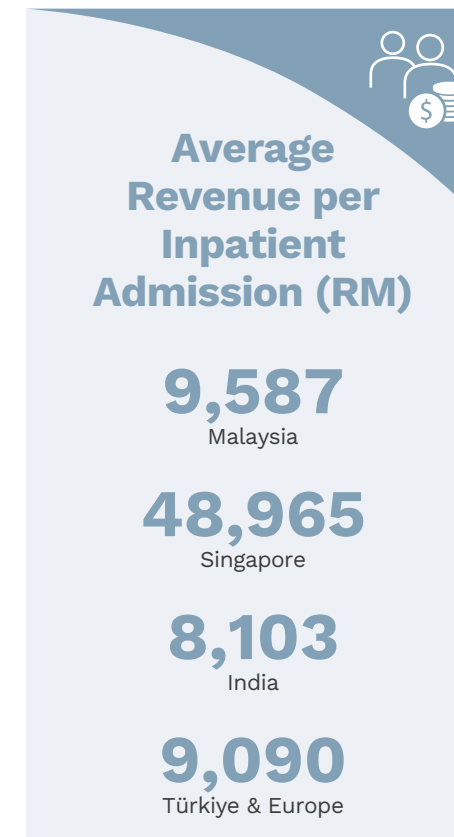 $
Average
Revenue per
Inpatient
Admission (RM)
9,587
Malaysia
48,965
Singapore
8,103
India
9,090
Türkiye & Europe